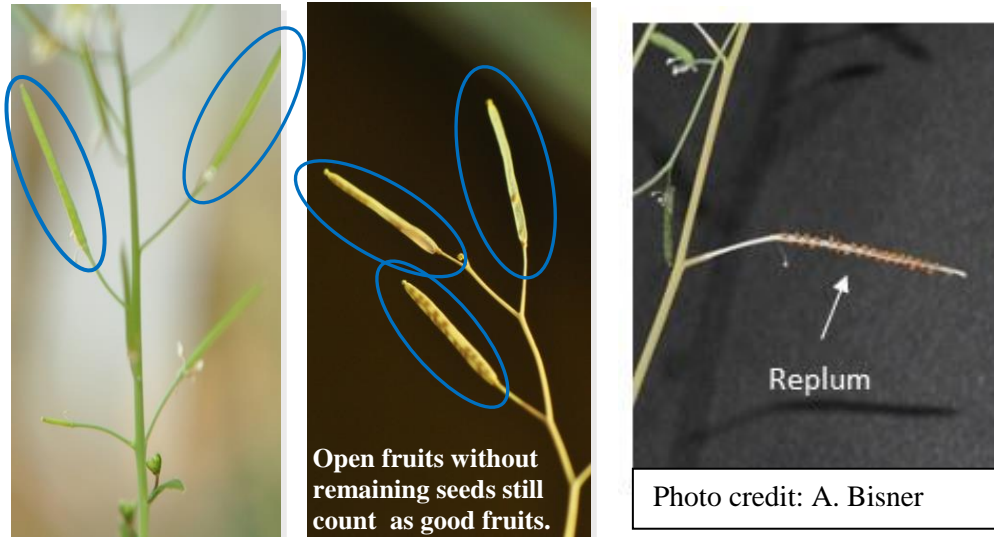 Open fruits without
remaining seeds still
count as good fruits.
Replum
Photo credit: A. Bisner